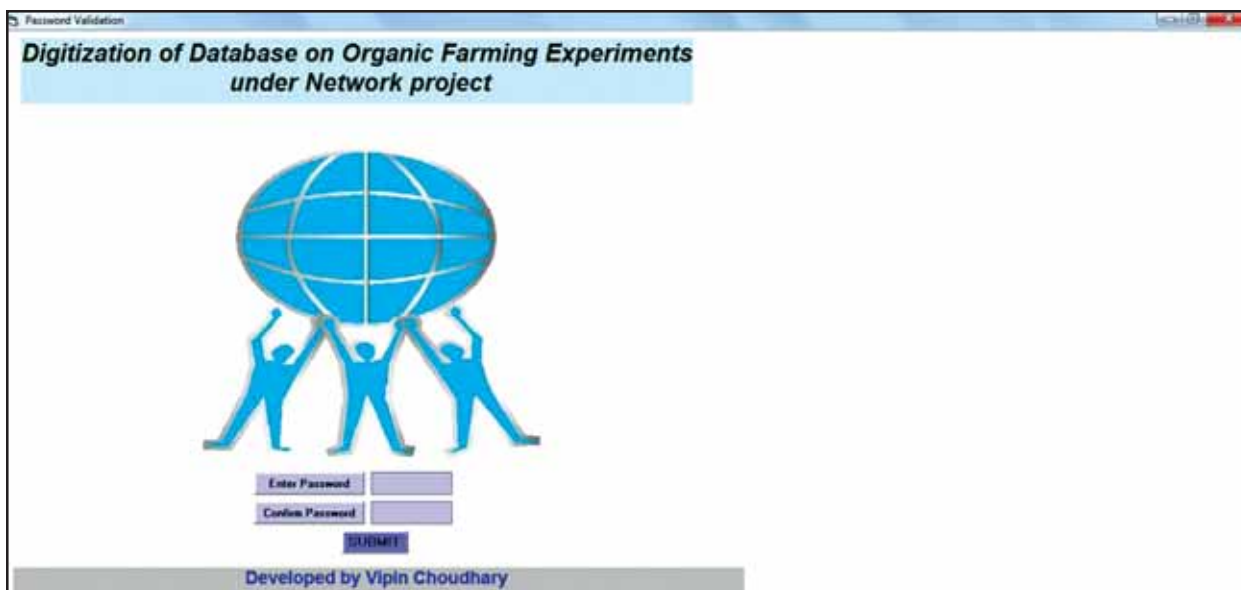 Password Validation
Digitization of Database on Organic Farming Experiments
under Network project
Enter Password
Confirm Password
SUBMIT
Developed by Vipin Choudhary